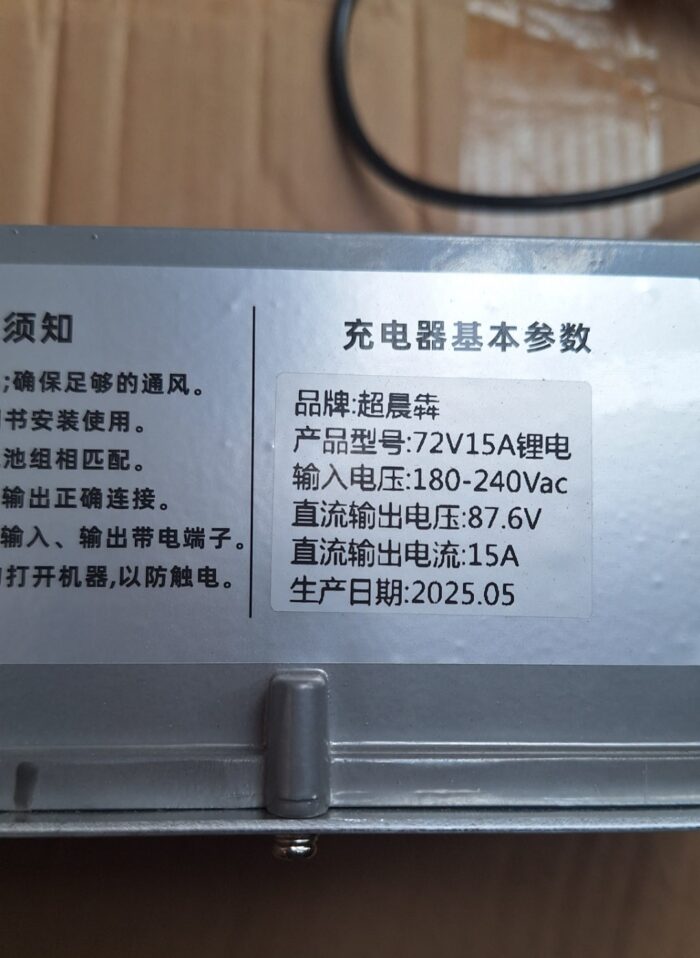 须知
;确保足够的通风。
书安装使用。
池组相匹配。
输出正确连接。
输入、输出带电端子。
打开机器,以防触电。
充电器基本参数
品牌:超晨犇
产品型号:72V15A锂电
输入电压:180-240Vac
直流输出电压:87.6V
直流输出电流:15A
生产日期:2025.05